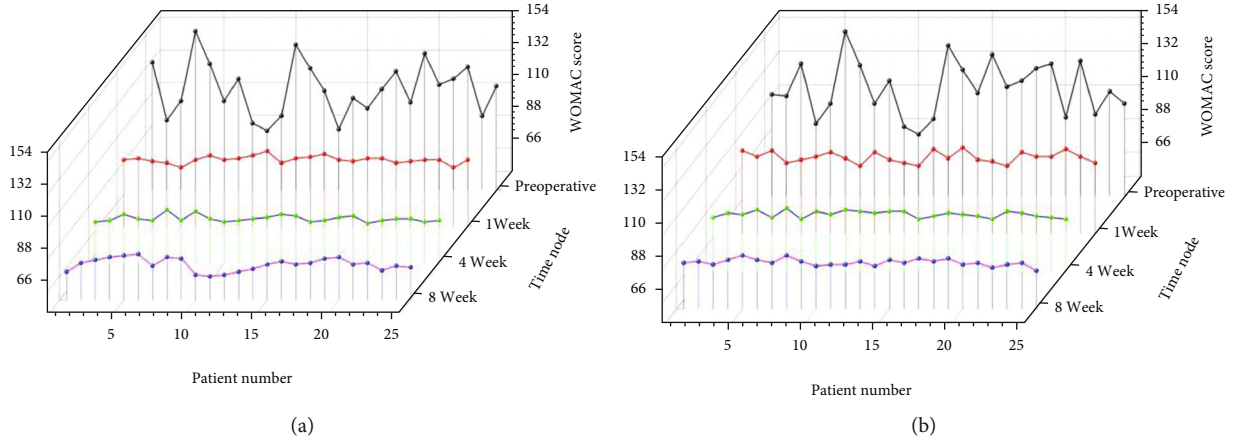 154
132
110
88
66
WOMAC score
154
132
110
88
66
Preoperative
1Week
4 Week
8 Week
Time node
5
10
15
20
25
Patient number
(a)
154
132
110
88
66
WOMAC score
154
132
110
88
66
Preoperative
1Week
4 Week
8 Week
Time node
5
10
15
20
25
Patient number
(b)